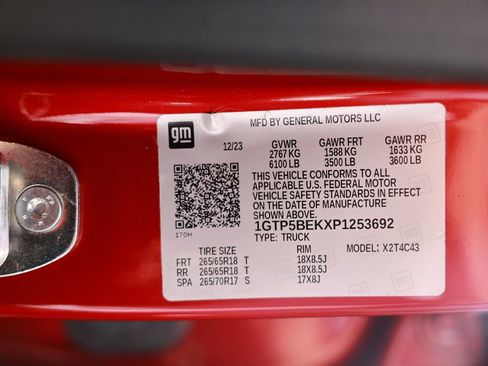 gm
MFD BY GENERAL MOTORS LLC
12/23 GVWR GAWR FRT GAWR RR
2767 KG 1588 KG 1633 KG
6100 LB 3500 LB 3600 LB
THIS VEHICLE CONFORMS TO ALL
APPLICABLE U.S. FEDERAL MOTOR
VEHICLE SAFETY STANDARDS IN EFFECT
ON THE DATE OF MANUFACTURE
SHOWN ABOVE.
1GTP5BEKXP1253692
TYPE: TRUCK MODEL: X2T4C43
170H
TIRE SIZE RIM
FRT 265/65R18 T 18X8.5J
RR 265/65R18 T 18X8.5J
SPA 265/70R17 S 17X8J